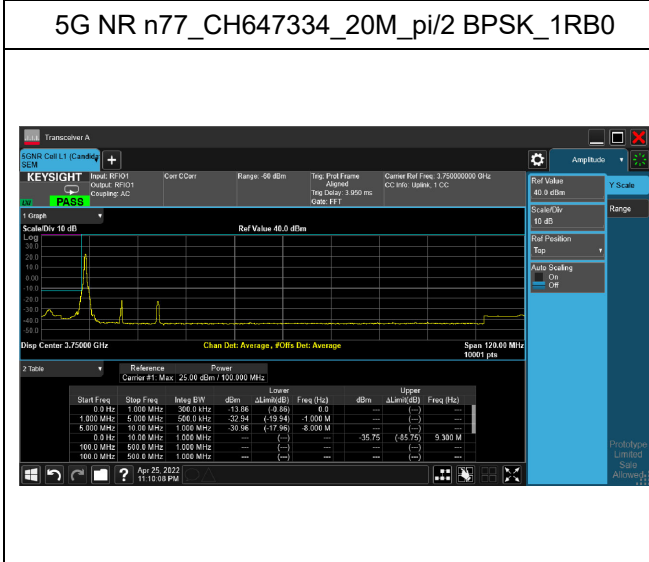 5G NR n77_CH647334_20M_pi/2 BPSK_1RB0
Transceiver A
5GNR Cell L1 (Candid
SEM
Amplitude
KEYSIGHT
LV
PASS
Input: RFIO1
Output: RFIO1
Coupling: AC
Corr CCorr
Range: -60 dBm
Trig: Prot Frame
Aligned
Trig Delay: 3.950 ms
Gate: FFT
Carrier Ref Freq: 3.750000000 GHz
CC Info: Uplink, 1 CC
Ref Value
40.0 dBm
Y Scale
Scale/Div
10 dB
Range
Ref Position
Top
Auto Scaling
On
Off
1 Graph
Scale/Div 10 dB
Ref Value 40.0 dBm
Log
30.0
20.0
10.0
0.00
-10.0
-20.0
-30.0
-40.0
-50.0
Disp Center 3.75000 GHz
Chan Det: Average, #Offs Det: Average
Span 120.00 MHz
10001 pts
2 Table
Reference Power
Carrier #1: Max 25.00 dBm / 100.000 MHz
Lower Upper
Start Freq Stop Freq Integ BW dBm ΔLimit(dB) Freq (Hz) dBm ΔLimit(dB) Freq (Hz)
0.0 Hz 1.000 MHz 300.0 kHz -13.86 (-0.86) 0.0 --- (---) ---
1.000 MHz 5.000 MHz 500.0 kHz -32.94 (-19.94) -1.000 M --- (---) ---
5.000 MHz 10.00 MHz 1.000 MHz -30.96 (-17.96) -8.000 M --- (---) ---
0.0 Hz 10.00 MHz 1.000 MHz --- (---) --- -35.75 (-85.75) 9.300 M
100.0 MHz 500.0 MHz 1.000 MHz --- (---) --- --- (---) ---
100.0 MHz 500.0 MHz 1.000 MHz --- (---) --- --- (---) ---
Prototype
Limited
Sale
Allowed
Apr 25, 2022
11:10:08 PM